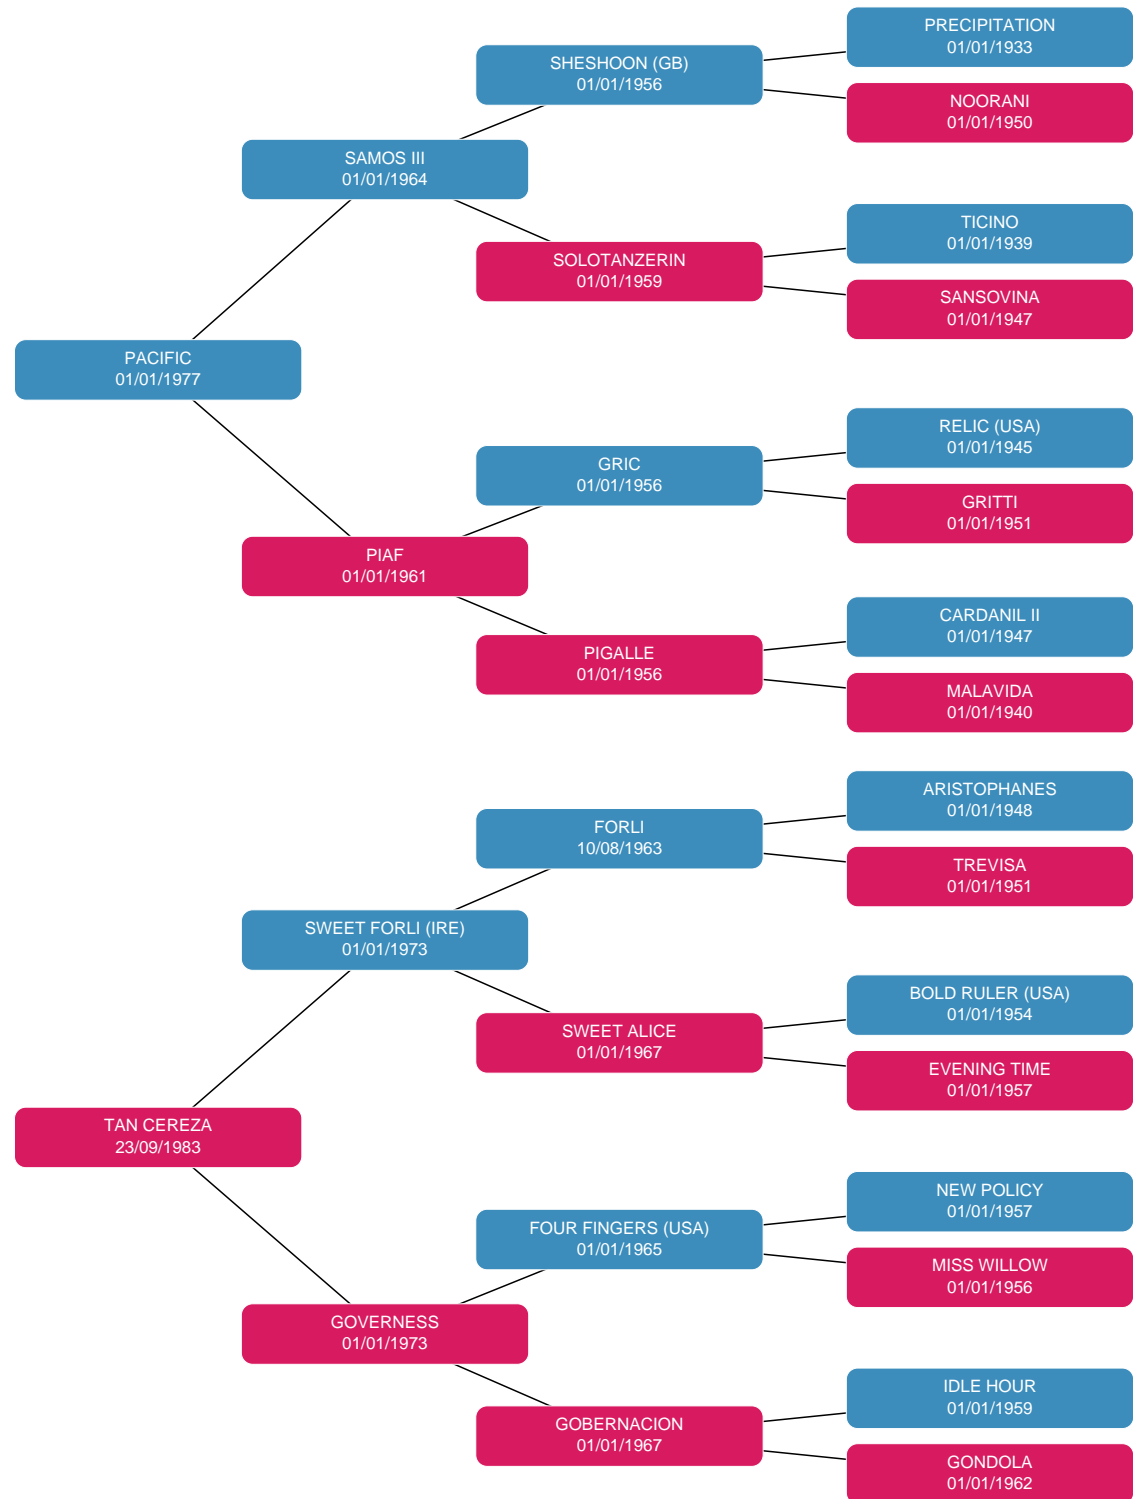 PRECIPITATION
01/01/1933
SHESHOON (GB)
01/01/1956
NOORANI
01/01/1950
SAMOS III
01/01/1964
TICINO
01/01/1939
SOLOTANZERIN
01/01/1959
SANSOVINA
01/01/1947
PACIFIC
01/01/1977
RELIC (USA)
01/01/1945
GRIC
01/01/1956
GRITTI
01/01/1951
PIAF
01/01/1961
CARDANIL II
01/01/1947
PIGALLE
01/01/1956
MALAVIDA
01/01/1940
ARISTOPHANES
01/01/1948
FORLI
10/08/1963
TREVISA
01/01/1951
SWEET FORLI (IRE)
01/01/1973
BOLD RULER (USA)
01/01/1954
SWEET ALICE
01/01/1967
EVENING TIME
01/01/1957
TAN CEREZA
23/09/1983
NEW POLICY
01/01/1957
FOUR FINGERS (USA)
01/01/1965
MISS WILLOW
01/01/1956
GOVERNESS
01/01/1973
IDLE HOUR
01/01/1959
GOBERNACION
01/01/1967
GONDOLA
01/01/1962